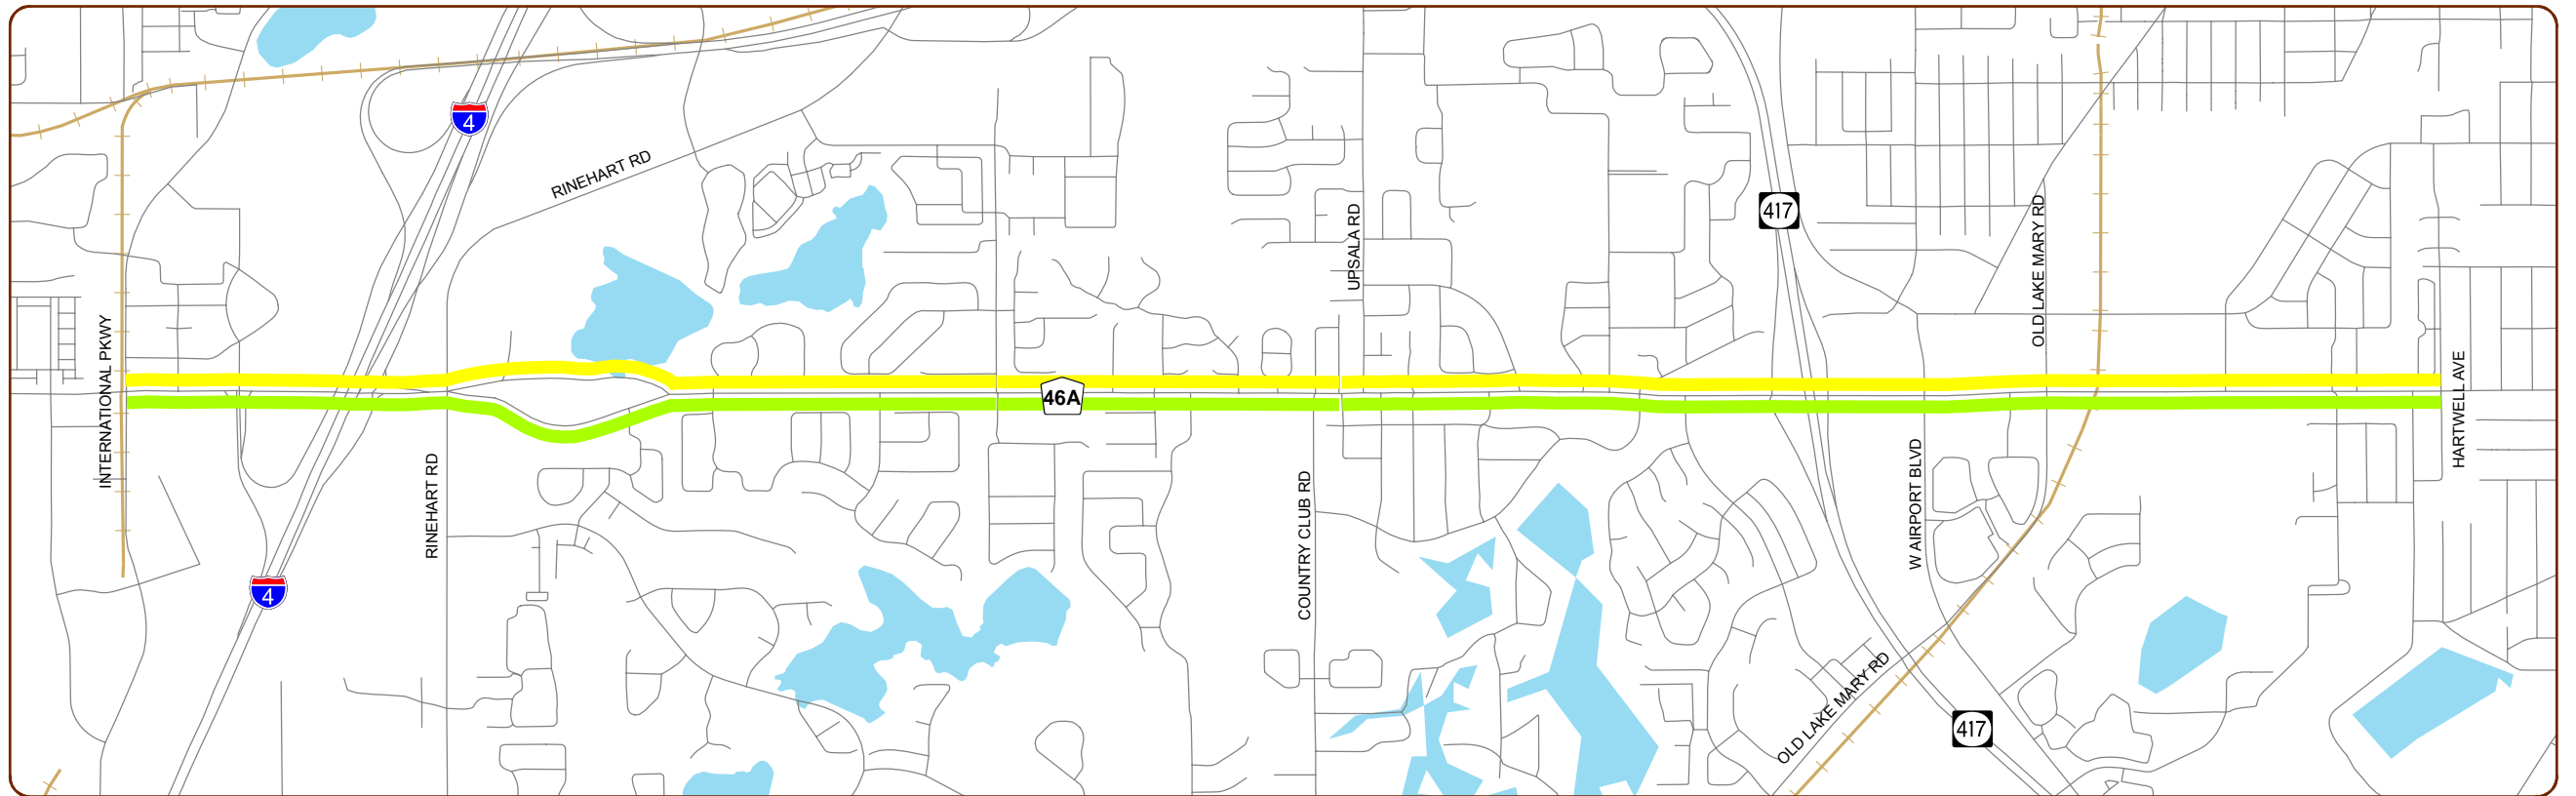 4
RINEHART RD
417
UPSALA RD
OLD LAKE MARY RD
INTERNATIONAL PKWY
46A
HARTWELL AVE
RINEHART RD
COUNTRY CLUB RD
W AIRPORT BLVD
4
OLD LAKE MARY RD
417